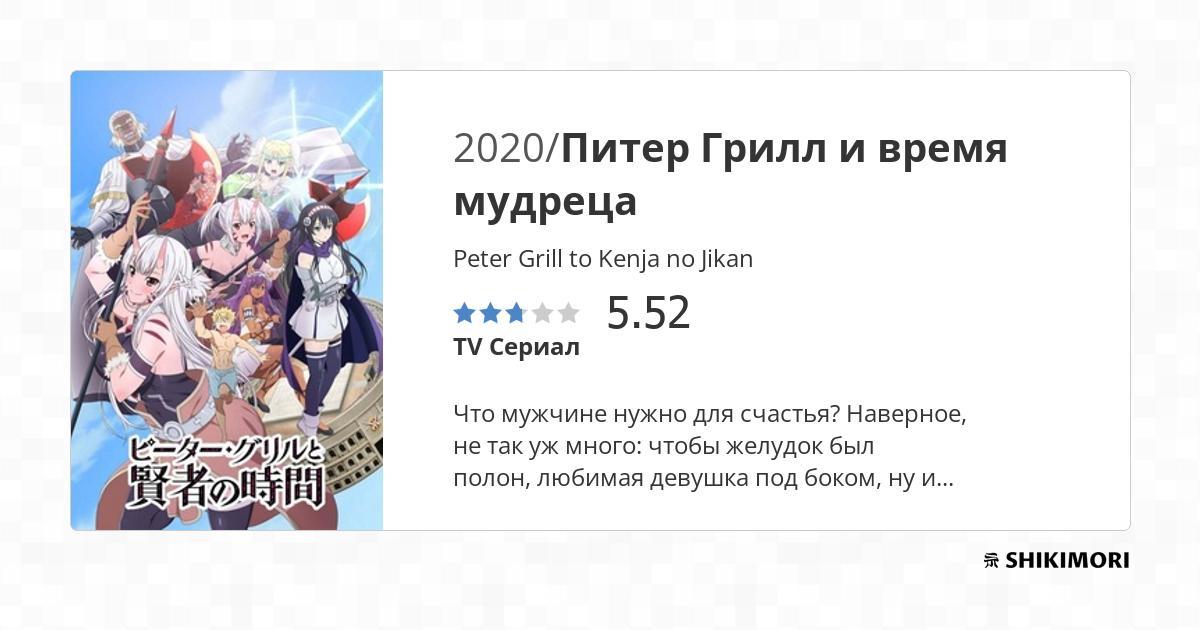 ピーター・グリルと
賢者の時間
2020/Питер Грилл и время
мудреца
Peter Grill to Kenja no Jikan
5.52
TV Сериал
Что мужчине нужно для счастья? Наверное,
не так уж много: чтобы желудок был
полон, любимая девушка под боком, ну и...
SHIKIMORI